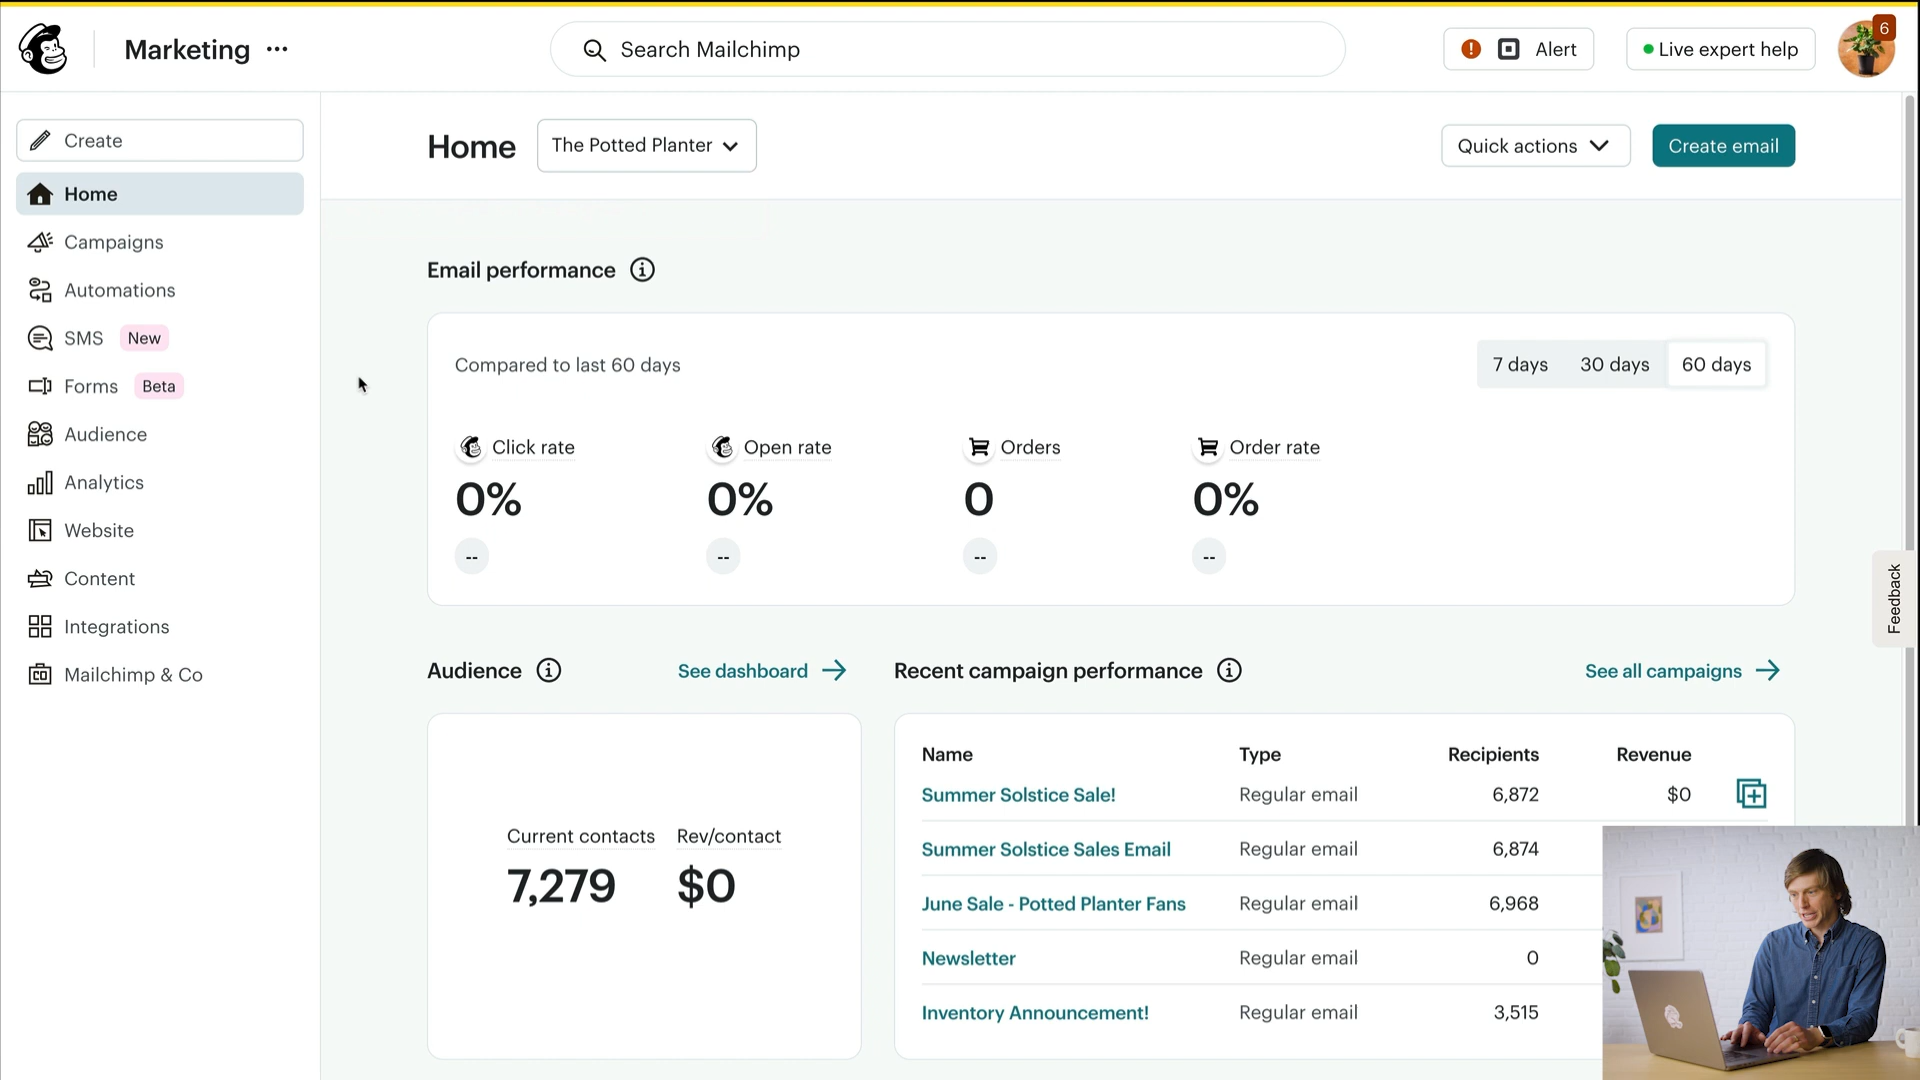 Marketing
Search Mailchimp
Alert
Live expert help
6
Create
Home
Campaigns
Automations
SMS New
Forms Beta
Audience
Analytics
Website
Content
Integrations
Mailchimp & Co
Home
The Potted Planter
Quick actions
Create email
Email performance
Compared to last 60 days
7 days 30 days 60 days
Click rate Open rate Orders Order rate
0% 0% 0 0%
-- -- -- --
Feedback
Audience See dashboard
Current contacts Rev/contact
7,279 $0
Recent campaign performance See all campaigns
Name Type Recipients Revenue
Summer Solstice Sale! Regular email 6,872 $0
Summer Solstice Sales Email Regular email 6,874
June Sale - Potted Planter Fans Regular email 6,968
Newsletter Regular email 0
Inventory Announcement! Regular email 3,515